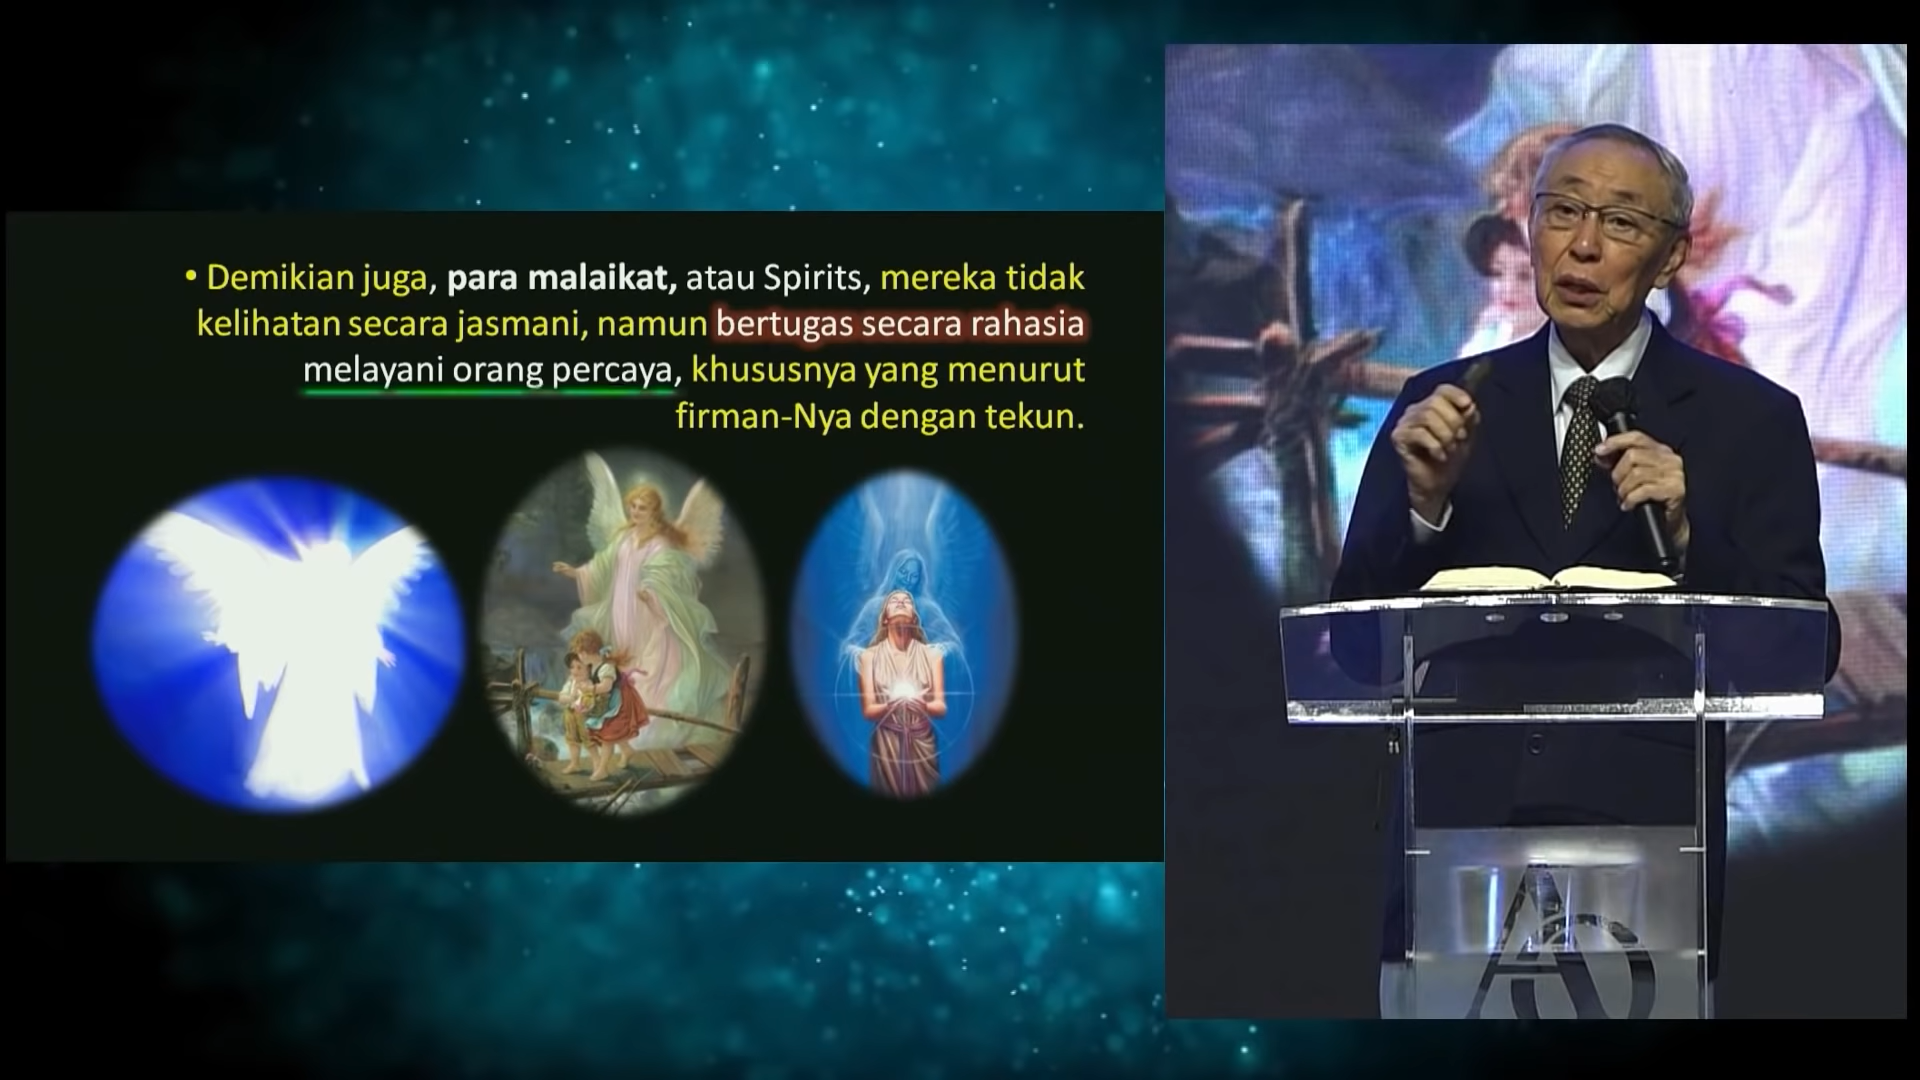 • Demikian juga, para malaikat, atau Spirits, mereka tidak
kelihatan secara jasmani, namun bertugas secara rahasia
melayani orang percaya, khususnya yang menurut
firman-Nya dengan tekun.
AO